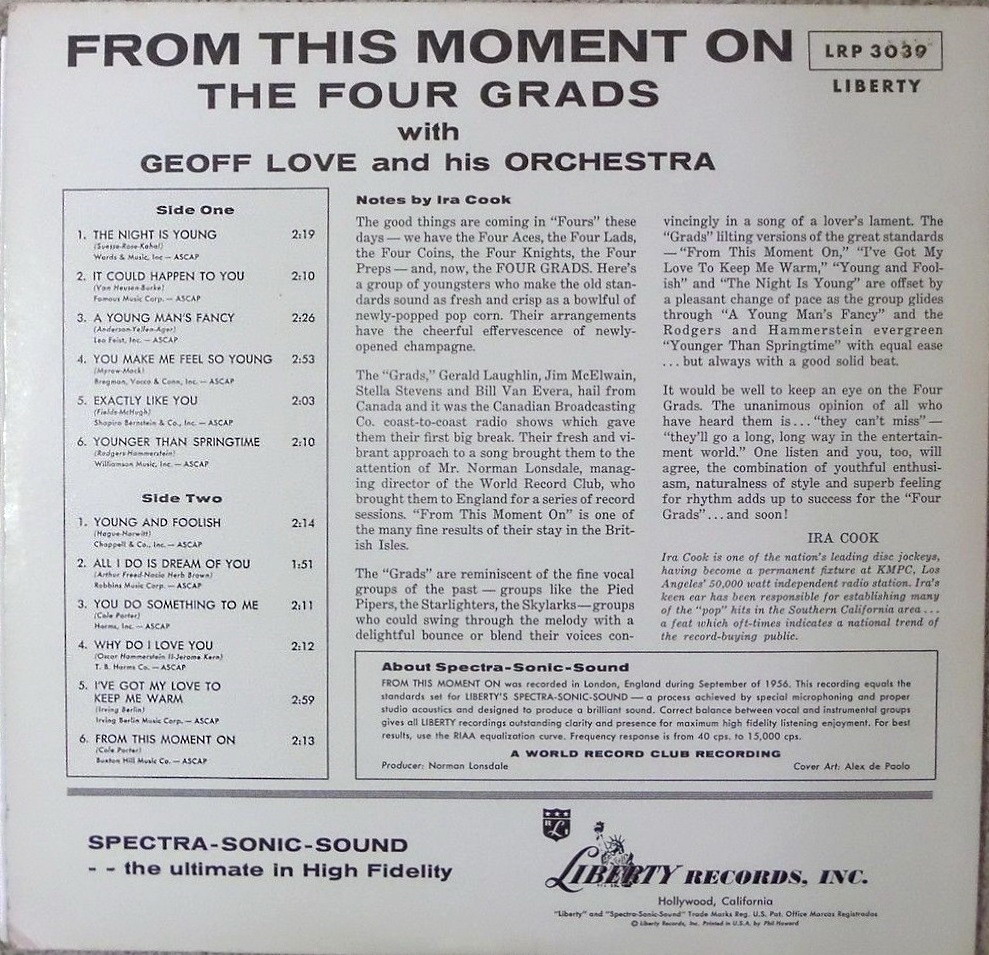 FROM THIS MOMENT ON
LRP 3039
LIBERTY
THE FOUR GRADS
with
GEOFF LOVE and his ORCHESTRA
Side One
1. THE NIGHT IS YOUNG 2:19
(Suesse-Rose-Kahal)
Words & Music, Inc — ASCAP
2. IT COULD HAPPEN TO YOU 2:10
(Van Heusen-Burke)
Famous Music Corp. — ASCAP
3. A YOUNG MAN'S FANCY 2:26
(Anderson-Yellen-Ager)
Leo Feist, Inc. — ASCAP
4. YOU MAKE ME FEEL SO YOUNG 2:53
(Myrow-Mack)
Bregman, Vocco & Conn, Inc. — ASCAP
5. EXACTLY LIKE YOU 2:03
(Fields-McHugh)
Shapiro Bernstein & Co., Inc. — ASCAP
6. YOUNGER THAN SPRINGTIME 2:10
(Rodgers-Hammerstein)
Williamson Music, Inc. — ASCAP
Side Two
1. YOUNG AND FOOLISH 2:14
(Hague-Horwitt)
Chappell & Co., Inc. — ASCAP
2. ALL I DO IS DREAM OF YOU 1:51
(Arthur Freed-Nacio Herb Brown)
Robbins Music Corp. — ASCAP
3. YOU DO SOMETHING TO ME 2:11
(Cole Porter)
Harms, Inc. — ASCAP
4. WHY DO I LOVE YOU 2:12
(Oscar Hammerstein II-Jerome Kern)
T. B. Harms Co. — ASCAP
5. I'VE GOT MY LOVE TO
KEEP ME WARM 2:59
(Irving Berlin)
Irving Berlin Music Corp. — ASCAP
6. FROM THIS MOMENT ON 2:13
(Cole Porter)
Buxton Hill Music Co. — ASCAP
Notes by Ira Cook
The good things are coming in "Fours" these
days — we have the Four Aces, the Four Lads,
the Four Coins, the Four Knights, the Four
Preps — and, now, the FOUR GRADS. Here's
a group of youngsters who make the old stan-
dards sound as fresh and crisp as a bowlful of
newly-popped pop corn. Their arrangements
have the cheerful effervescence of newly-
opened champagne.
The "Grads," Gerald Laughlin, Jim McElwain,
Stella Stevens and Bill Van Evera, hail from
Canada and it was the Canadian Broadcasting
Co. coast-to-coast radio shows which gave
them their first big break. Their fresh and vi-
brant approach to a song brought them to the
attention of Mr. Norman Lonsdale, manag-
ing director of the World Record Club, who
brought them to England for a series of record
sessions. "From This Moment On" is one of
the many fine results of their stay in the Brit-
ish Isles.
The "Grads" are reminiscent of the fine vocal
groups of the past — groups like the Pied
Pipers, the Starlighters, the Skylarks — groups
who could swing through the melody with a
delightful bounce or blend their voices con-
vincingly in a song of a lover's lament. The
"Grads" lilting versions of the great standards
— "From This Moment On," "I've Got My
Love To Keep Me Warm," "Young and Fool-
ish" and "The Night Is Young" are offset by
a pleasant change of pace as the group glides
through "A Young Man's Fancy" and the
Rodgers and Hammerstein evergreen
"Younger Than Springtime" with equal ease
... but always with a good solid beat.
It would be well to keep an eye on the Four
Grads. The unanimous opinion of all who
have heard them is ... "they can't miss" —
"they'll go a long, long way in the entertain-
ment world." One listen and you, too, will
agree, the combination of youthful enthusi-
asm, naturalness of style and superb feeling
for rhythm adds up to success for the "Four
Grads" ... and soon!
IRA COOK
Ira Cook is one of the nation's leading disc jockeys,
having become a permanent fixture at KMPC, Los
Angeles' 50,000 watt independent radio station. Ira's
keen ear has been responsible for establishing many
of the "pop" hits in the Southern California area ...
a feat which oft-times indicates a national trend of
the record-buying public.
About Spectra-Sonic-Sound
FROM THIS MOMENT ON was recorded in London, England during September of 1956. This recording equals the
standards set for LIBERTY'S SPECTRA-SONIC-SOUND — a process achieved by special microphoning and proper
studio acoustics and designed to produce a brilliant sound. Correct balance between vocal and instrumental groups
gives all LIBERTY recordings outstanding clarity and presence for maximum high fidelity listening enjoyment. For best
results, use the RIAA equalization curve. Frequency response is from 40 cps. to 15,000 cps.
A WORLD RECORD CLUB RECORDING
Producer: Norman Lonsdale Cover Art: Alex de Paolo
SPECTRA-SONIC-SOUND
- - the ultimate in High Fidelity
LIBERTY RECORDS, INC.
Hollywood, California
"Liberty" and "Spectra-Sonic-Sound" Trade Marks Reg. U.S. Pat. Office Marcas Registradas
© Liberty Records, Inc. Printed in U.S.A. by Phil Howard